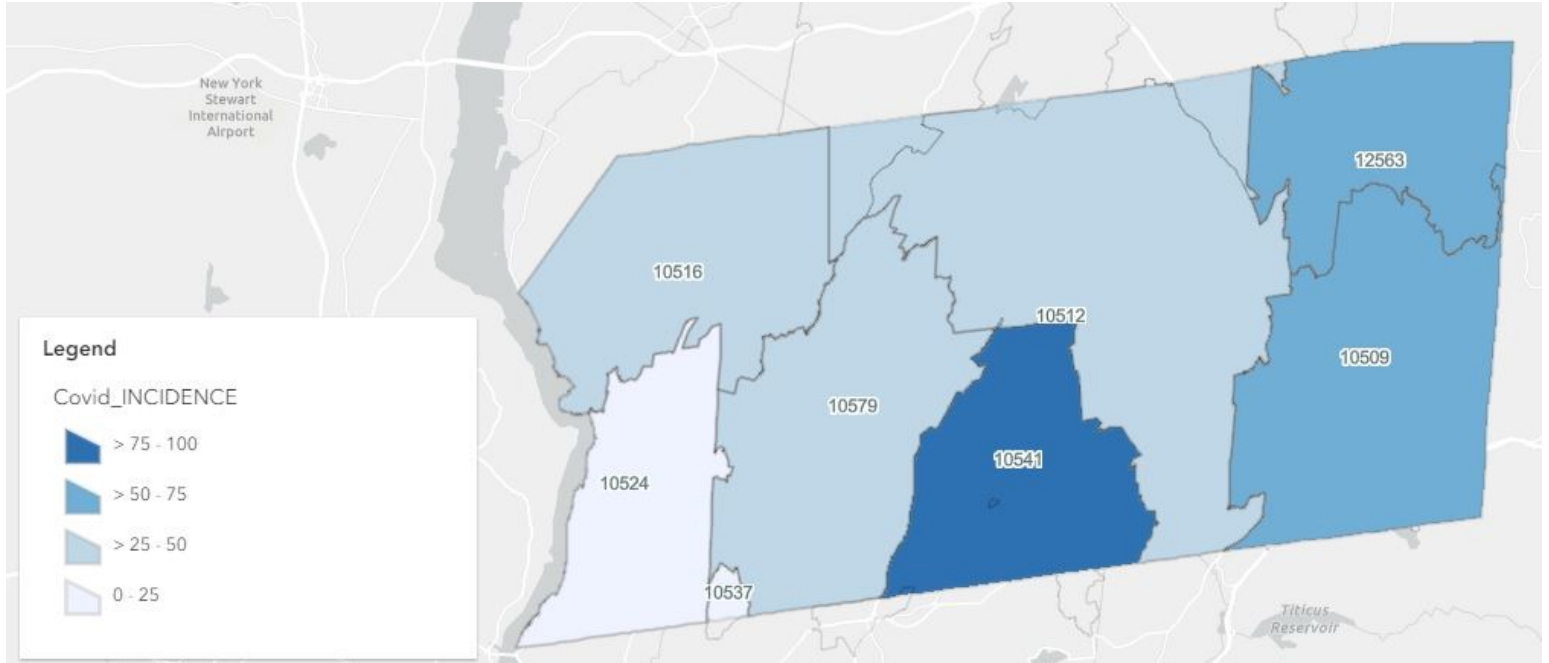 New York
Stewart
International
Airport
12563
10516
10512
10509
10579
10541
10524
10537
Titicus
Reservoir
Legend
Covid_INCIDENCE
> 75 - 100
> 50 - 75
> 25 - 50
0 - 25